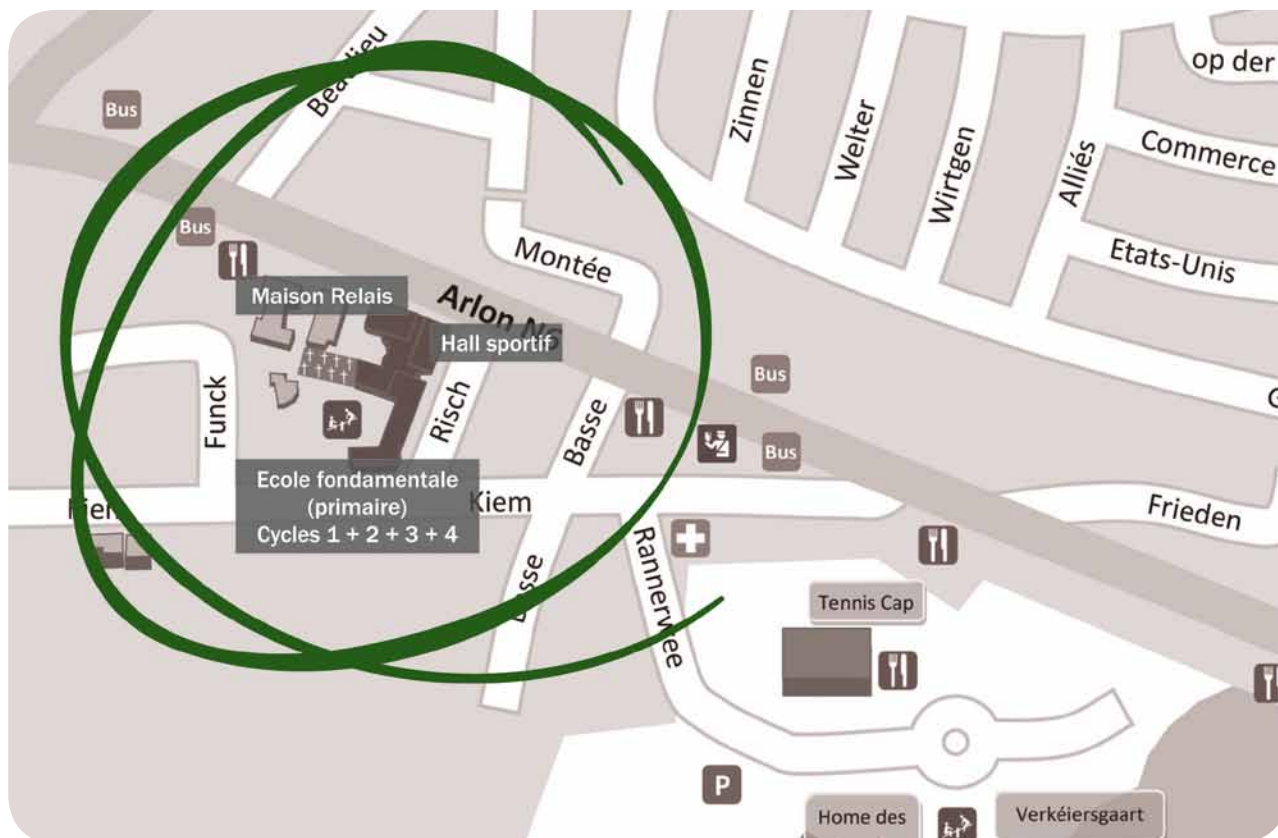 Beaulieu
op der
Bus
Zinnen
Welter
Wirtgen
Alliés
Commerce
Bus
Montée
Etats-Unis
Maison Relais
Arlon N6
Hall sportif
Bus
Funck
Risch
Basse
Bus
Ecole fondamentale
(primaire)
Cycles 1 + 2 + 3 + 4
Kiem
Kiem
Frieden
Basse
Rannerwee
Tennis Cap
P
Home des
Verkéiersgaart